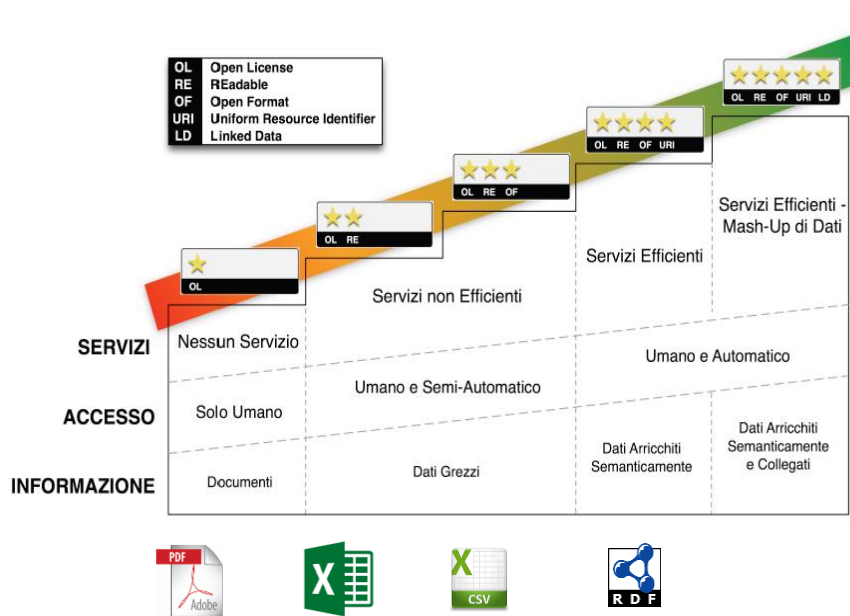 OL Open License
RE REadable
OF Open Format
URI Uniform Resource Identifier
LD Linked Data
OL RE OF URI LD
OL RE OF URI
OL RE OF
OL RE
OL
Servizi Efficienti -
Mash-Up di Dati
Servizi Efficienti
Servizi non Efficienti
SERVIZI
Nessun Servizio
Umano e Automatico
Umano e Semi-Automatico
ACCESSO
Solo Umano
INFORMAZIONE
Documenti
Dati Grezzi
Dati Arricchiti
Semanticamente
Dati Arricchiti
Semanticamente
e Collegati
PDF
Adobe
X
X
CSV
RDF